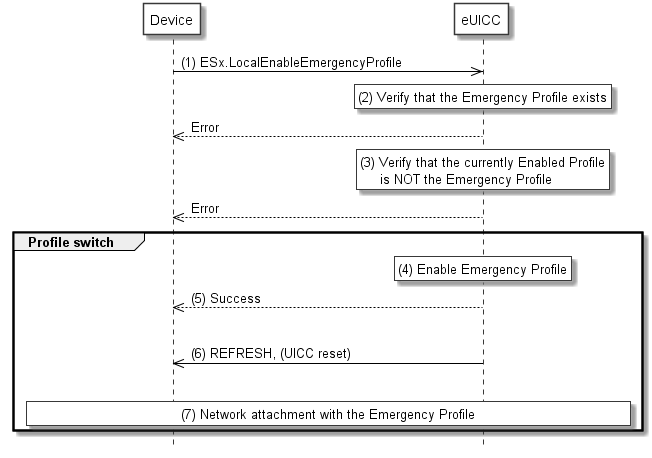 Device
eUICC
(1) ESx.LocalEnableEmergencyProfile
(2) Verify that the Emergency Profile exists
Error
(3) Verify that the currently Enabled Profile
is NOT the Emergency Profile
Error
Profile switch
(4) Enable Emergency Profile
(5) Success
(6) REFRESH, (UICC reset)
(7) Network attachment with the Emergency Profile